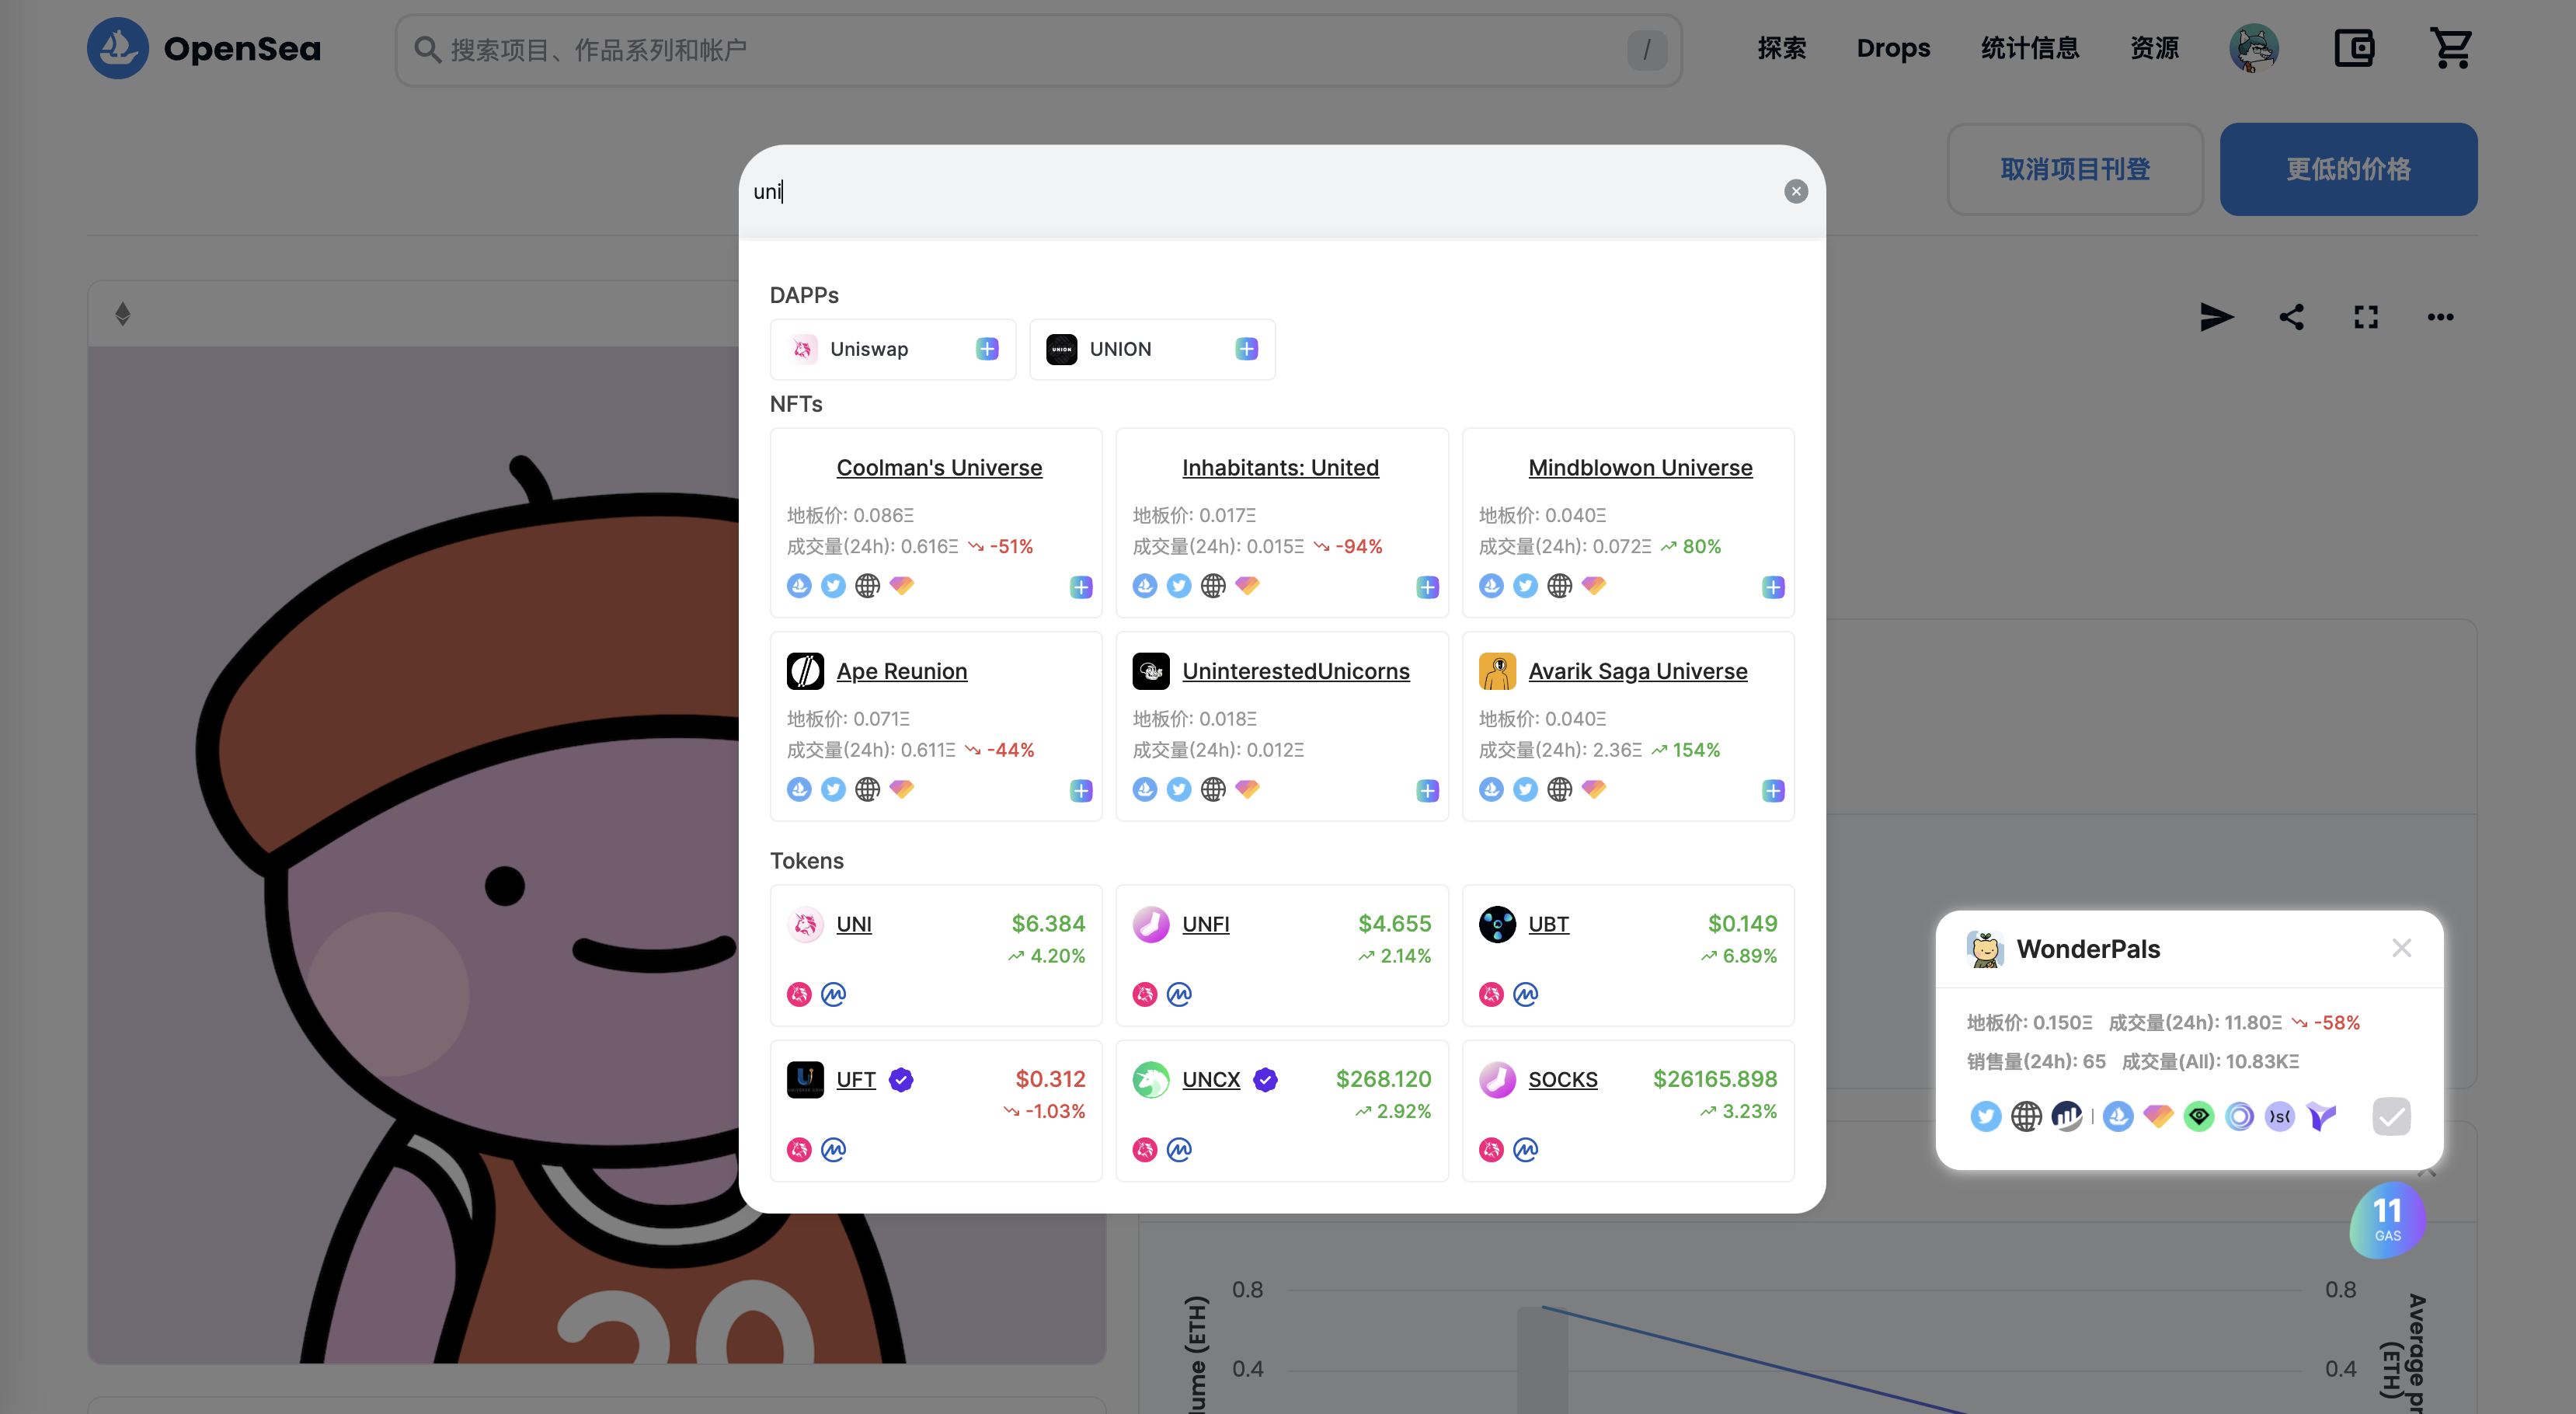 OpenSea
搜索项目、作品系列和帐户
/
探索
Drops
统计信息
资源
取消项目刊登
更低的价格
uni
DAPPs
Uniswap
UNION
UNION
NFTs
Coolman's Universe
地板价: 0.086Ξ
成交量(24h): 0.616Ξ -51%
Inhabitants: United
地板价: 0.017Ξ
成交量(24h): 0.015Ξ -94%
Mindblowon Universe
地板价: 0.040Ξ
成交量(24h): 0.072Ξ 80%
Ape Reunion
地板价: 0.071Ξ
成交量(24h): 0.611Ξ -44%
UninterestedUnicorns
地板价: 0.018Ξ
成交量(24h): 0.012Ξ
Avarik Saga Universe
地板价: 0.040Ξ
成交量(24h): 2.36Ξ 154%
Tokens
UNI
$6.384
4.20%
UNFI
$4.655
2.14%
UBT
$0.149
6.89%
UFT
$0.312
-1.03%
UNCX
$268.120
2.92%
SOCKS
$26165.898
3.23%
WonderPals
地板价: 0.150Ξ 成交量(24h): 11.80Ξ -58%
销售量(24h): 65 成交量(All): 10.83KΞ
11
GAS
0.8
0.4
0.8
0.4
(ETH)
Average
(ETH)